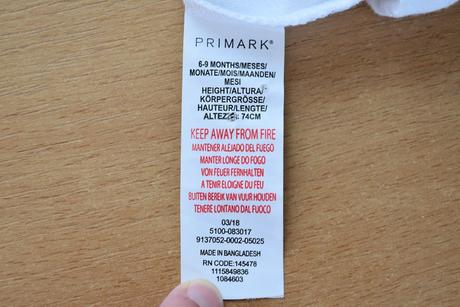 PRIMARK®
6-9 MONTHS/MESES/
MONATE/MOIS/MAANDEN/
MESI
HEIGHT/ALTURA/
KÖRPERGRÖSSE/
HAUTEUR/LENGTE/
ALTEZZA: 74CM
KEEP AWAY FROM FIRE
MANTENER ALEJADO DEL FUEGO
MANTER LONGE DO FOGO
VON FEUER FERNHALTEN
A TENIR ELOIGNE DU FEU
BUITEN BEREIK VAN VUUR HOUDEN
TENERE LONTANO DAL FUOCO
03/18
5100-083017
9137052-0002-05025
MADE IN BANGLADESH
RN CODE:145478
1115849836
1084603